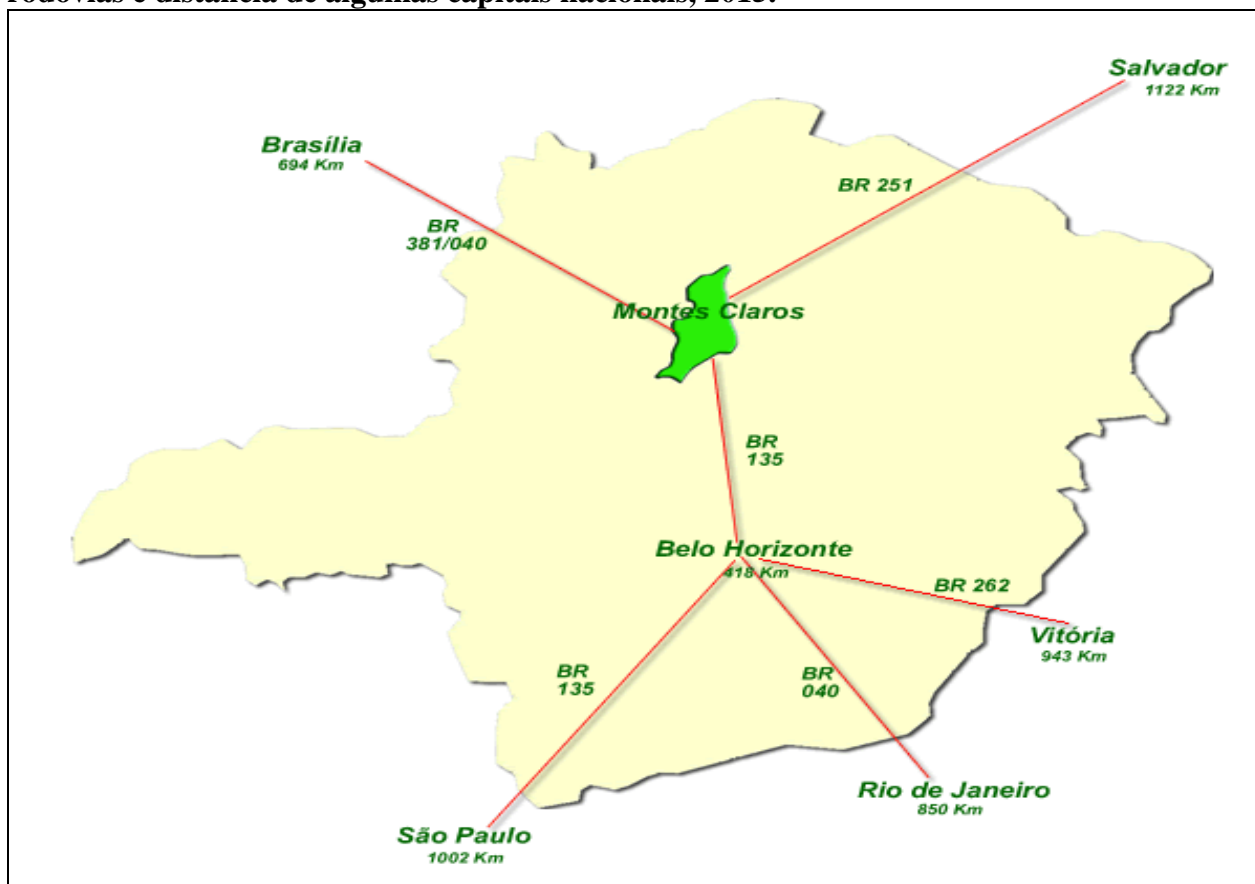 rodovias e distância de algumas capitais nacionais, 2015.
Salvador
1122 Km
Brasília
694 Km
BR 251
BR
381/040
Montes Claros
BR
135
Belo Horizonte
418 Km
BR 262
Vitória
943 Km
BR
135
BR
040
Rio de Janeiro
850 Km
São Paulo
1002 Km